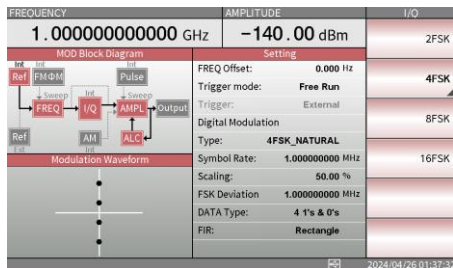 FREQUENCY
AMPLITUDE
I/O
1.000000000000 GHz
-140.00 dBm
MOD Block Diagram
Setting
Int
Int
Int
Ref
FMΦM
Pulse
Sweep
Int
Sweep
FREQ
I/Q
AMPL
Output
Ref
AM
ALC
Ext
Int
Modulation Waveform
FREQ Offset: 0.000 Hz
Trigger mode: Free Run
Trigger: External
Digital Modulation
Type: 4FSK_NATURAL
Symbol Rate: 1.000000000 MHz
Scaling: 50.00 %
FSK Deviation 1.000000000 MHz
DATA Type: 4 1's & 0's
FIR: Rectangle
2FSK
4FSK
8FSK
16FSK
2024/04/26 01:37:37